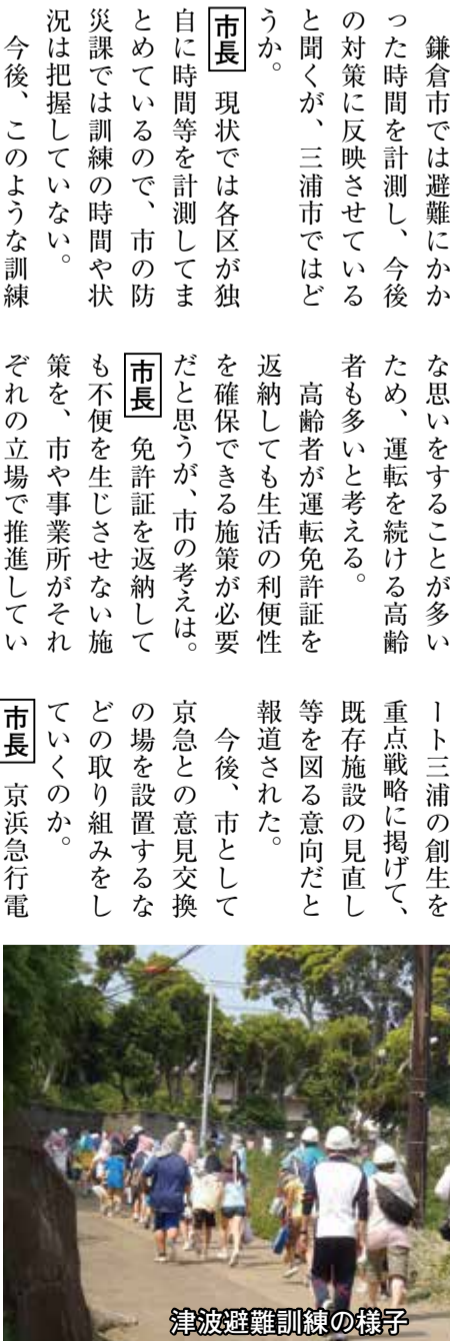 鎌倉市では避難にかか
った時間を計測し、今後
の対策に反映させている
と聞くが、三浦市ではど
うか。
市長 現状では各区が独
自に時間等を計測してま
とめているので、市の防
災課では訓練の時間や状
況は把握していない。
今後、このような訓練
な思いをすることが多い
ため、運転を続ける高齢
者も多いと考える。
高齢者が運転免許証を
返納しても生活の利便性
を確保できる施策が必要
だと思うが、市の考えは。
市長 免許証を返納して
も不便を生じさせない施
策を、市や事業所がそれ
ぞれの立場で推進してい
ート三浦の創生を
重点戦略に掲げて、
既存施設の見直し
等を図る意向だと
報道された。
今後、市として
京急との意見交換
の場を設置するな
どの取り組みをし
ていくのか。
市長 京浜急行電
津波避難訓練の様子